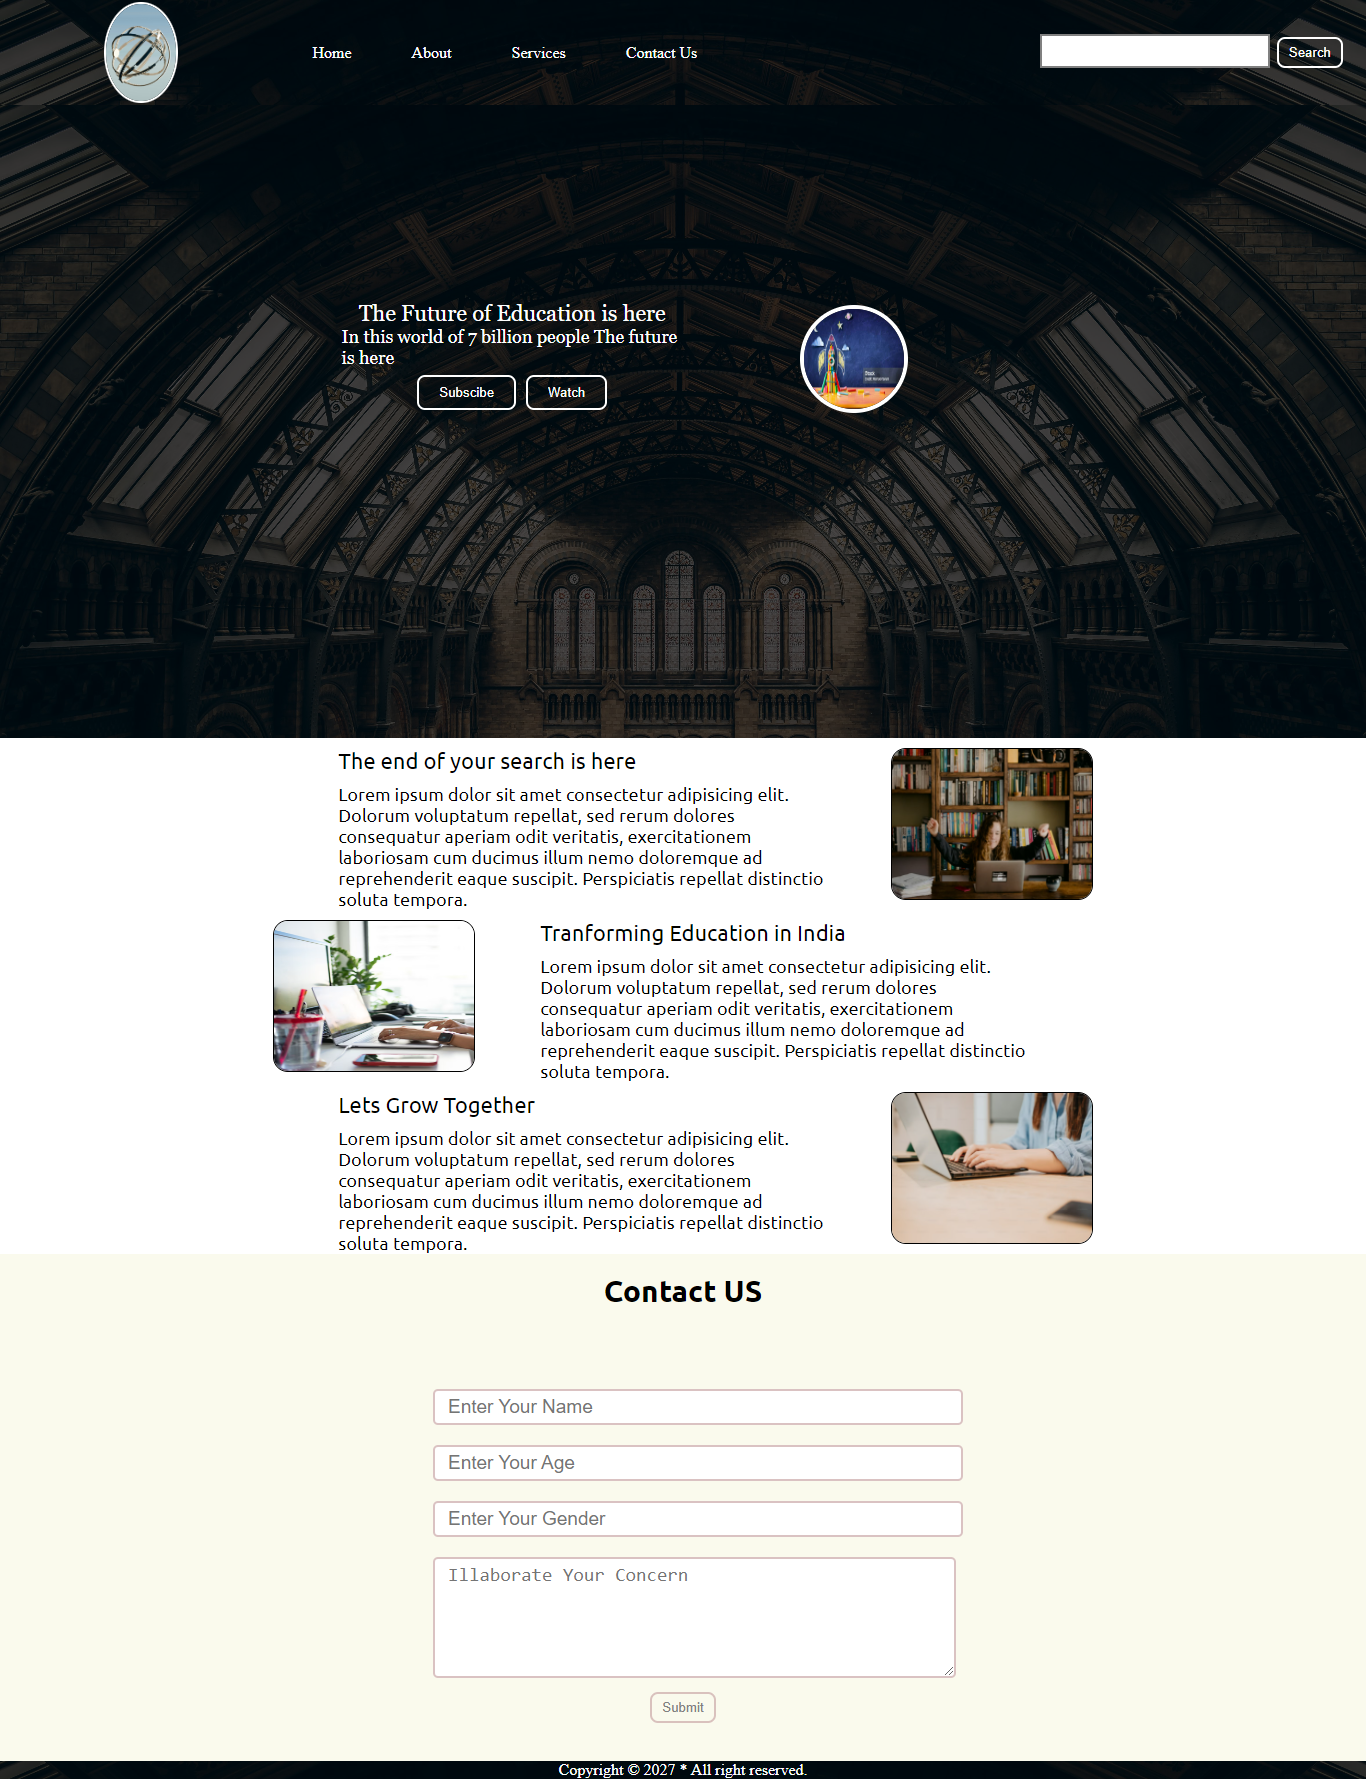 Home About Services Contact Us Search
The Future of Education is here
In this world of 7 billion people The future
is here
Subscibe Watch
The end of your search is here
Lorem ipsum dolor sit amet consectetur adipisicing elit.
Dolorum voluptatum repellat, sed rerum dolores
consequatur aperiam odit veritatis, exercitationem
laboriosam cum ducimus illum nemo doloremque ad
reprehenderit eaque suscipit. Perspiciatis repellat distinctio
soluta tempora.
Tranforming Education in India
Lorem ipsum dolor sit amet consectetur adipisicing elit.
Dolorum voluptatum repellat, sed rerum dolores
consequatur aperiam odit veritatis, exercitationem
laboriosam cum ducimus illum nemo doloremque ad
reprehenderit eaque suscipit. Perspiciatis repellat distinctio
soluta tempora.
Lets Grow Together
Lorem ipsum dolor sit amet consectetur adipisicing elit.
Dolorum voluptatum repellat, sed rerum dolores
consequatur aperiam odit veritatis, exercitationem
laboriosam cum ducimus illum nemo doloremque ad
reprehenderit eaque suscipit. Perspiciatis repellat distinctio
soluta tempora.
Contact US
Enter Your Name
Enter Your Age
Enter Your Gender
Illaborate Your Concern
Submit
Copyright © 2027 * All right reserved.